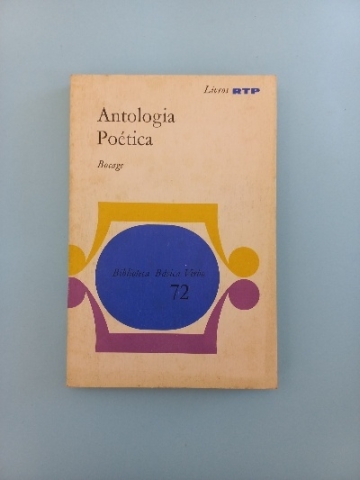 Livros RTP
Antologia
Poética
Bocage
Biblioteca Básica Verbo
72